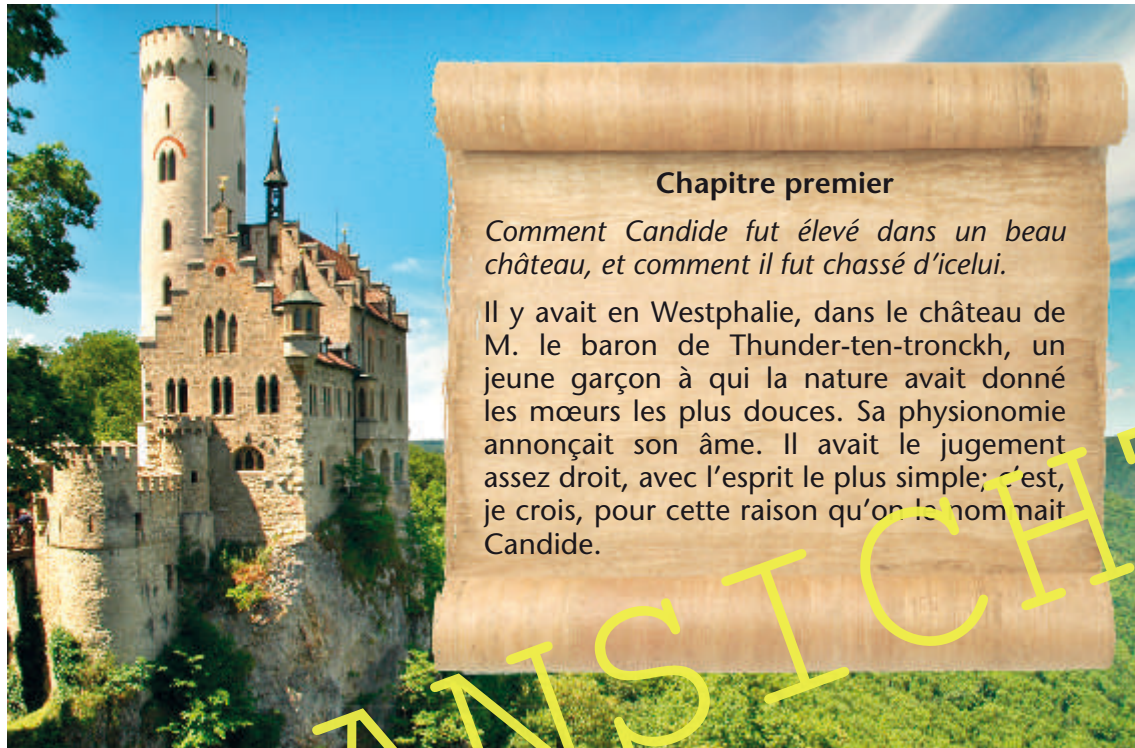 Chapitre premier
Comment Candide fut élevé dans un beau
château, et comment il fut chassé d’icelui.
Il y avait en Westphalie, dans le château de
M. le baron de Thunder-ten-tronckh, un
jeune garçon à qui la nature avait donné
les mœurs les plus douces. Sa physionomie
annonçait son âme. Il avait le jugement
assez droit, avec l’esprit le plus simple; c’est,
je crois, pour cette raison qu’on le nommait
Candide.
ANSICHT